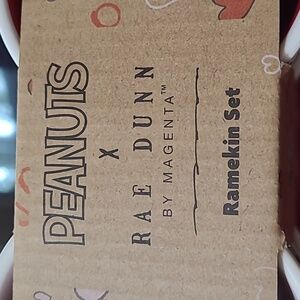 PEANUTS
X
RAE DUNN
BY MAGENTA™
Ramekin Set